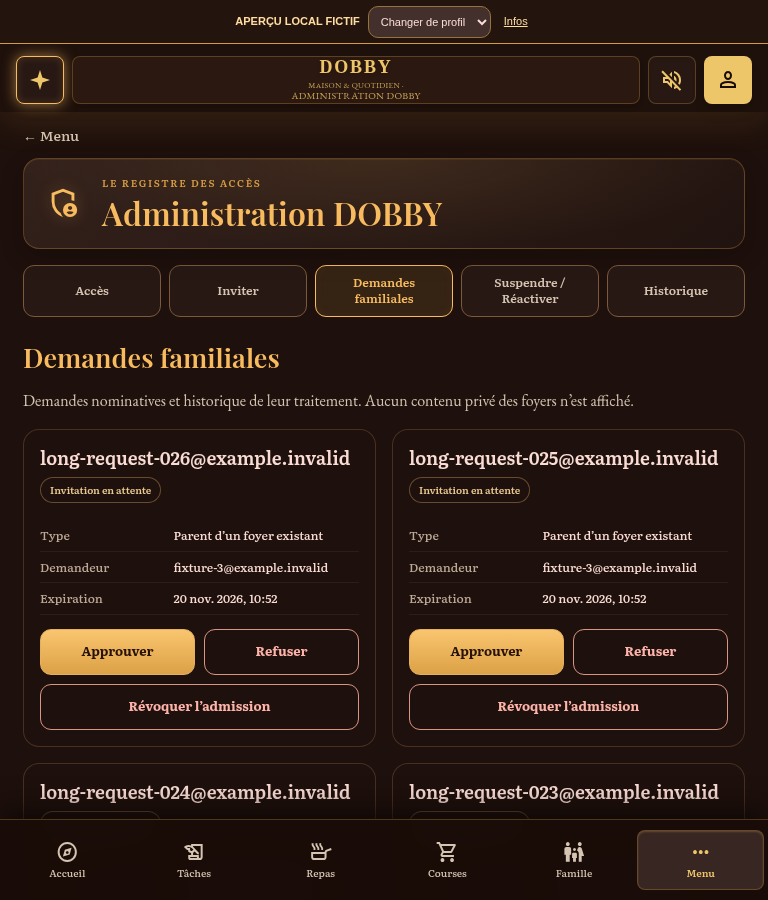 APERÇU LOCAL FICTIF Changer de profil Infos
DOBBY
MAISON & QUOTIDIEN ·
ADMINISTRATION DOBBY
← Menu
LE REGISTRE DES ACCÈS
Administration DOBBY
Accès
Inviter
Demandes
familiales
Suspendre /
Réactiver
Historique
Demandes familiales
Demandes nominatives et historique de leur traitement. Aucun contenu privé des foyers n’est affiché.
long-request-026@example.invalid
Invitation en attente
Type Parent d’un foyer existant
Demandeur fixture-3@example.invalid
Expiration 20 nov. 2026, 10:52
Approuver Refuser
Révoquer l’admission
long-request-025@example.invalid
Invitation en attente
Type Parent d’un foyer existant
Demandeur fixture-3@example.invalid
Expiration 20 nov. 2026, 10:52
Approuver Refuser
Révoquer l’admission
long-request-024@example.invalid
long-request-023@example.invalid
Accueil Tâches Repas Courses Famille Menu